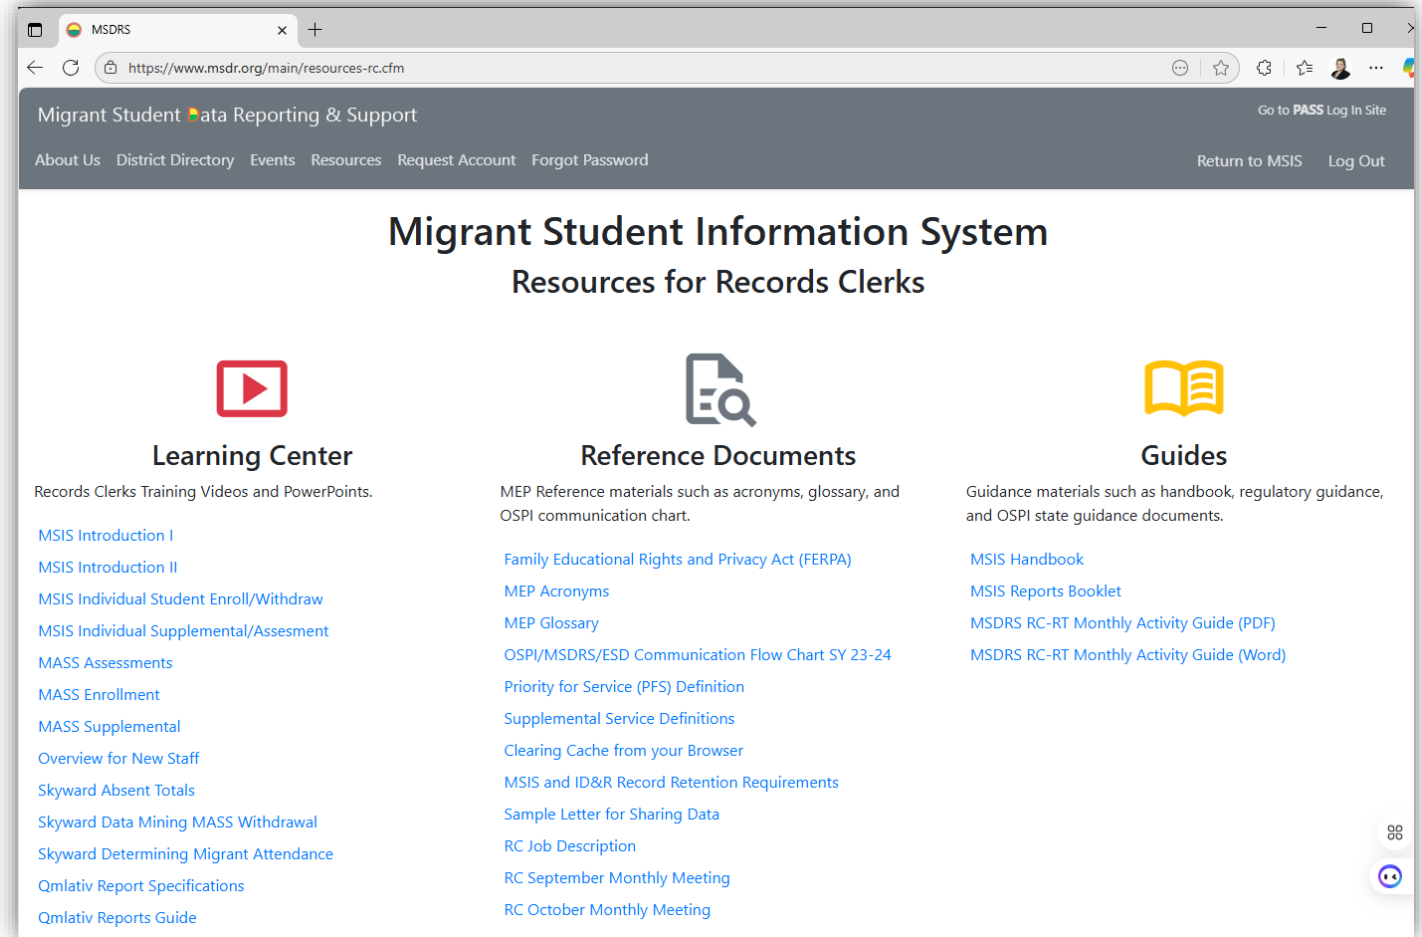 MSDRS
https://www.msdr.org/main/resources-rc.cfm
Migrant Student Data Reporting & Support
Go to PASS Log In Site
About Us District Directory Events Resources Request Account Forgot Password
Return to MSIS Log Out
Migrant Student Information System
Resources for Records Clerks
Learning Center
Records Clerks Training Videos and PowerPoints.
MSIS Introduction I
MSIS Introduction II
MSIS Individual Student Enroll/Withdraw
MSIS Individual Supplemental/Assesment
MASS Assessments
MASS Enrollment
MASS Supplemental
Overview for New Staff
Skyward Absent Totals
Skyward Data Mining MASS Withdrawal
Skyward Determining Migrant Attendance
Qmlativ Report Specifications
Qmlativ Reports Guide
Reference Documents
MEP Reference materials such as acronyms, glossary, and
OSPI communication chart.
Family Educational Rights and Privacy Act (FERPA)
MEP Acronyms
MEP Glossary
OSPI/MSDRS/ESD Communication Flow Chart SY 23-24
Priority for Service (PFS) Definition
Supplemental Service Definitions
Clearing Cache from your Browser
MSIS and ID&R Record Retention Requirements
Sample Letter for Sharing Data
RC Job Description
RC September Monthly Meeting
RC October Monthly Meeting
Guides
Guidance materials such as handbook, regulatory guidance,
and OSPI state guidance documents.
MSIS Handbook
MSIS Reports Booklet
MSDRS RC-RT Monthly Activity Guide (PDF)
MSDRS RC-RT Monthly Activity Guide (Word)